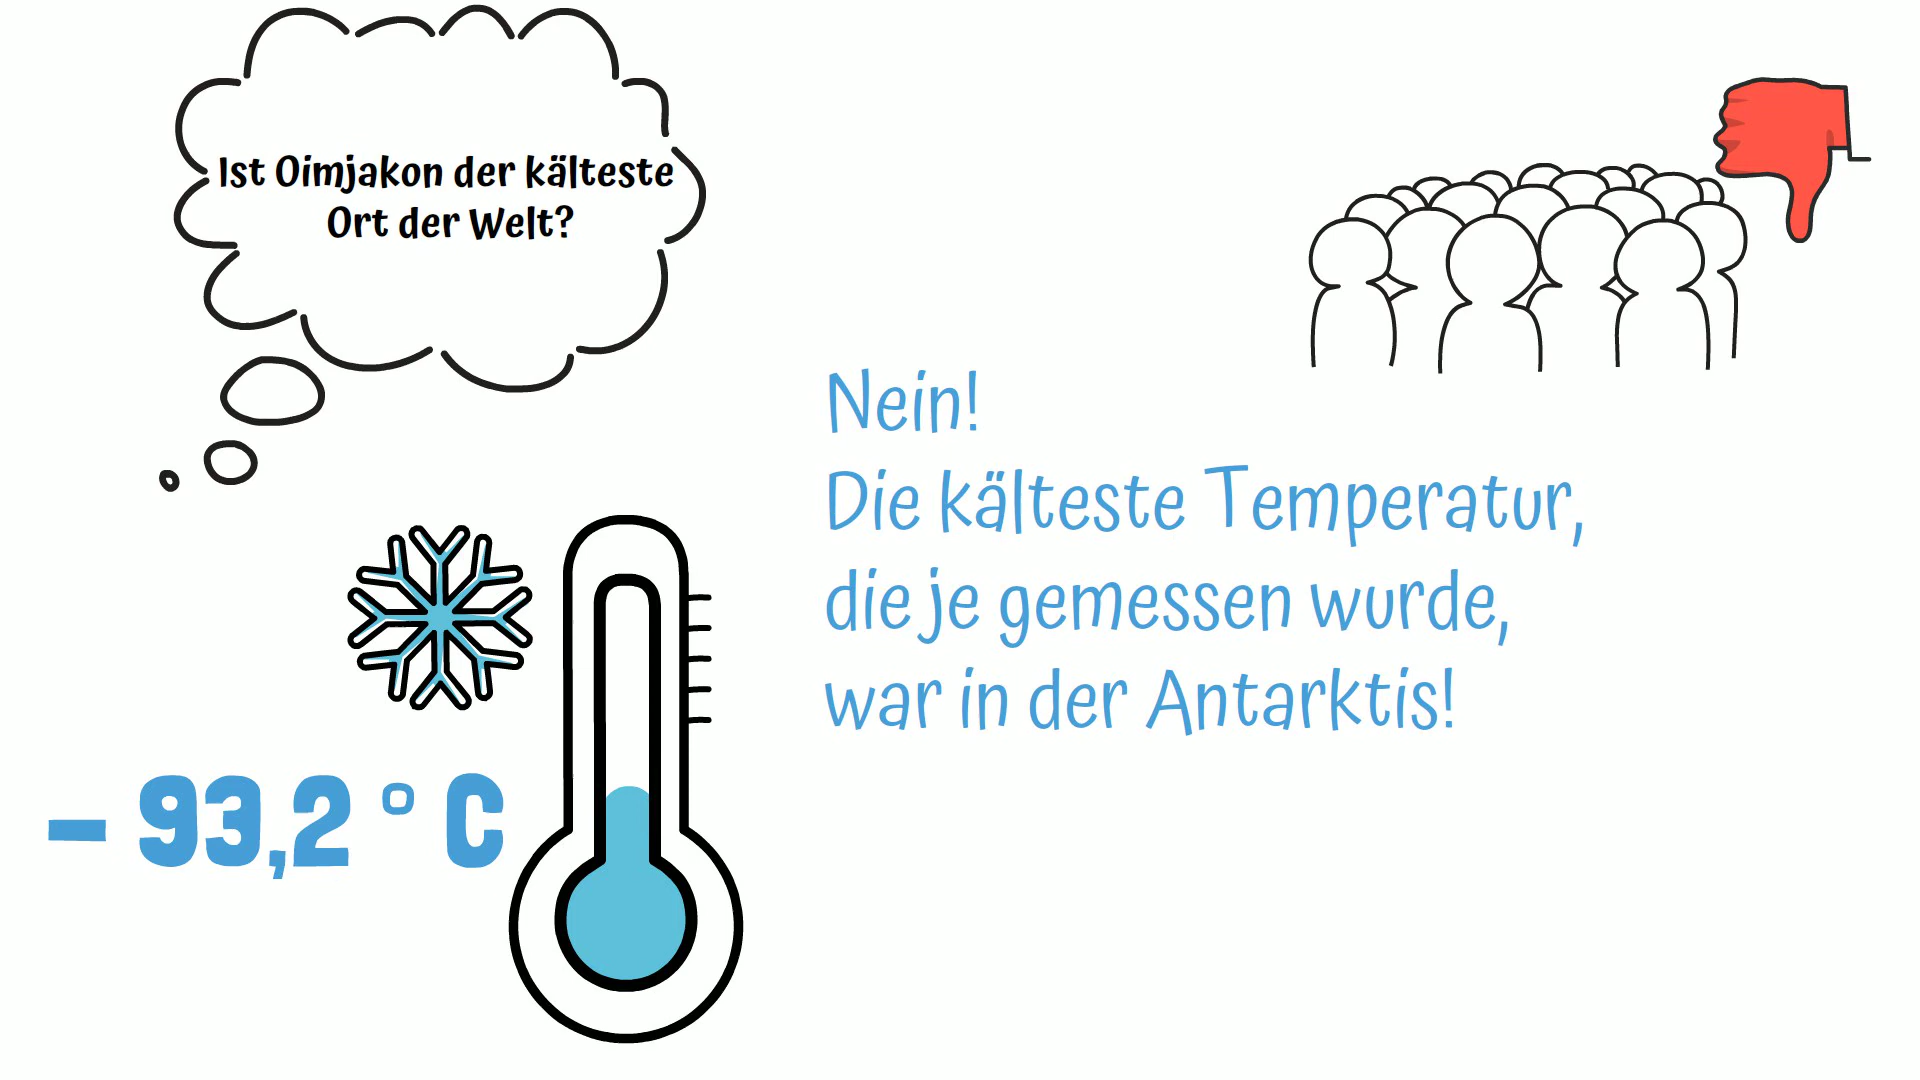 Ist Oimjakon der kälteste
Ort der Welt?
Nein!
Die kälteste Temperatur,
die je gemessen wurde,
war in der Antarktis!
- 93,2 ° C